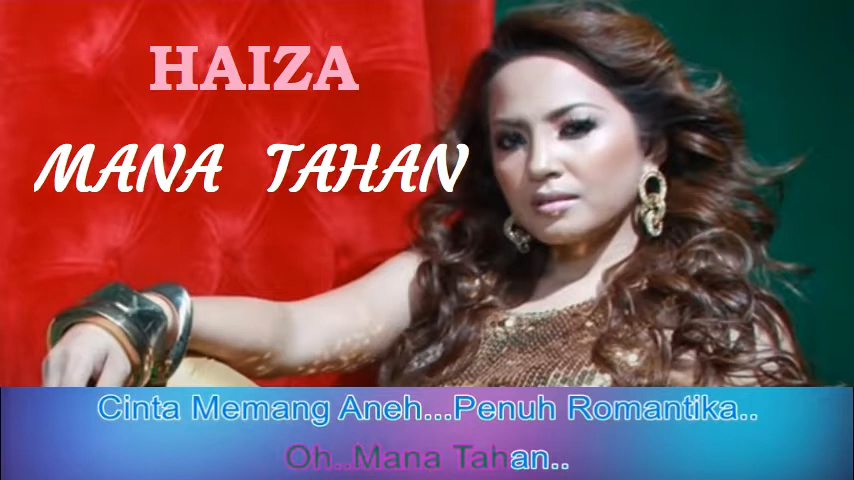 HAIZA
MANA TAHAN
Cinta Memang Aneh...Penuh Romantika..
Oh..Mana Tahan..